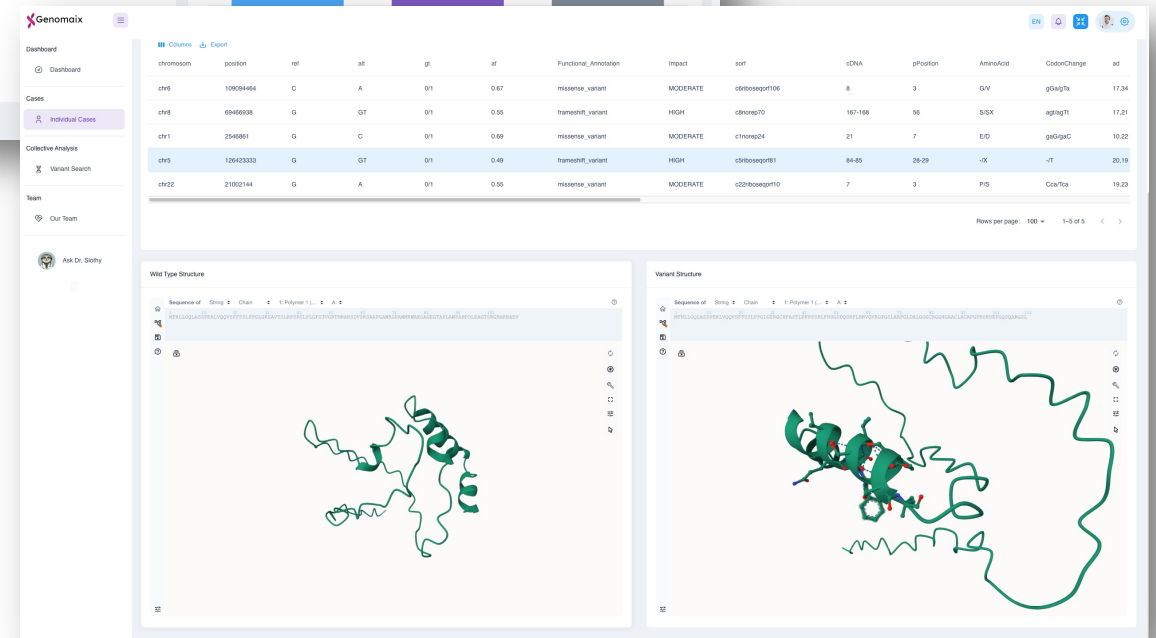 Genomaix
EN
Dashboard
Dashboard
Cases
Individual Cases
Collective Analysis
Variant Search
Team
Our Team
Ask Dr. Slothy
Columns Export
chromosom position ref alt gt af Functional_Annotation Impact sorf cDNA pPosition AminoAcid CodonChange ad
chr6 109094464 C A 0/1 0.67 missense_variant MODERATE c6riboseqorf106 8 3 G/V gGa/gTa 17,34
chr8 69466938 G GT 0/1 0.55 frameshift_variant HIGH c8norep70 167-168 56 S/SX agt/agTt 17,21
chr1 2546861 G C 0/1 0.69 missense_variant MODERATE c1norep24 21 7 E/D gaG/gaC 10,22
chr5 126423333 G GT 0/1 0.49 frameshift_variant HIGH c5riboseqorf81 84-85 28-29 -/X -/T 20,19
chr22 21002144 G A 0/1 0.55 missense_variant MODERATE c22riboseqorf10 7 3 P/S Cca/Tca 19,23
Rows per page: 100 1–5 of 5
Wild Type Structure
Sequence of String Chain 1: Polymer 1 (... A
Variant Structure
Sequence of String Chain 1: Polymer 1 (... A